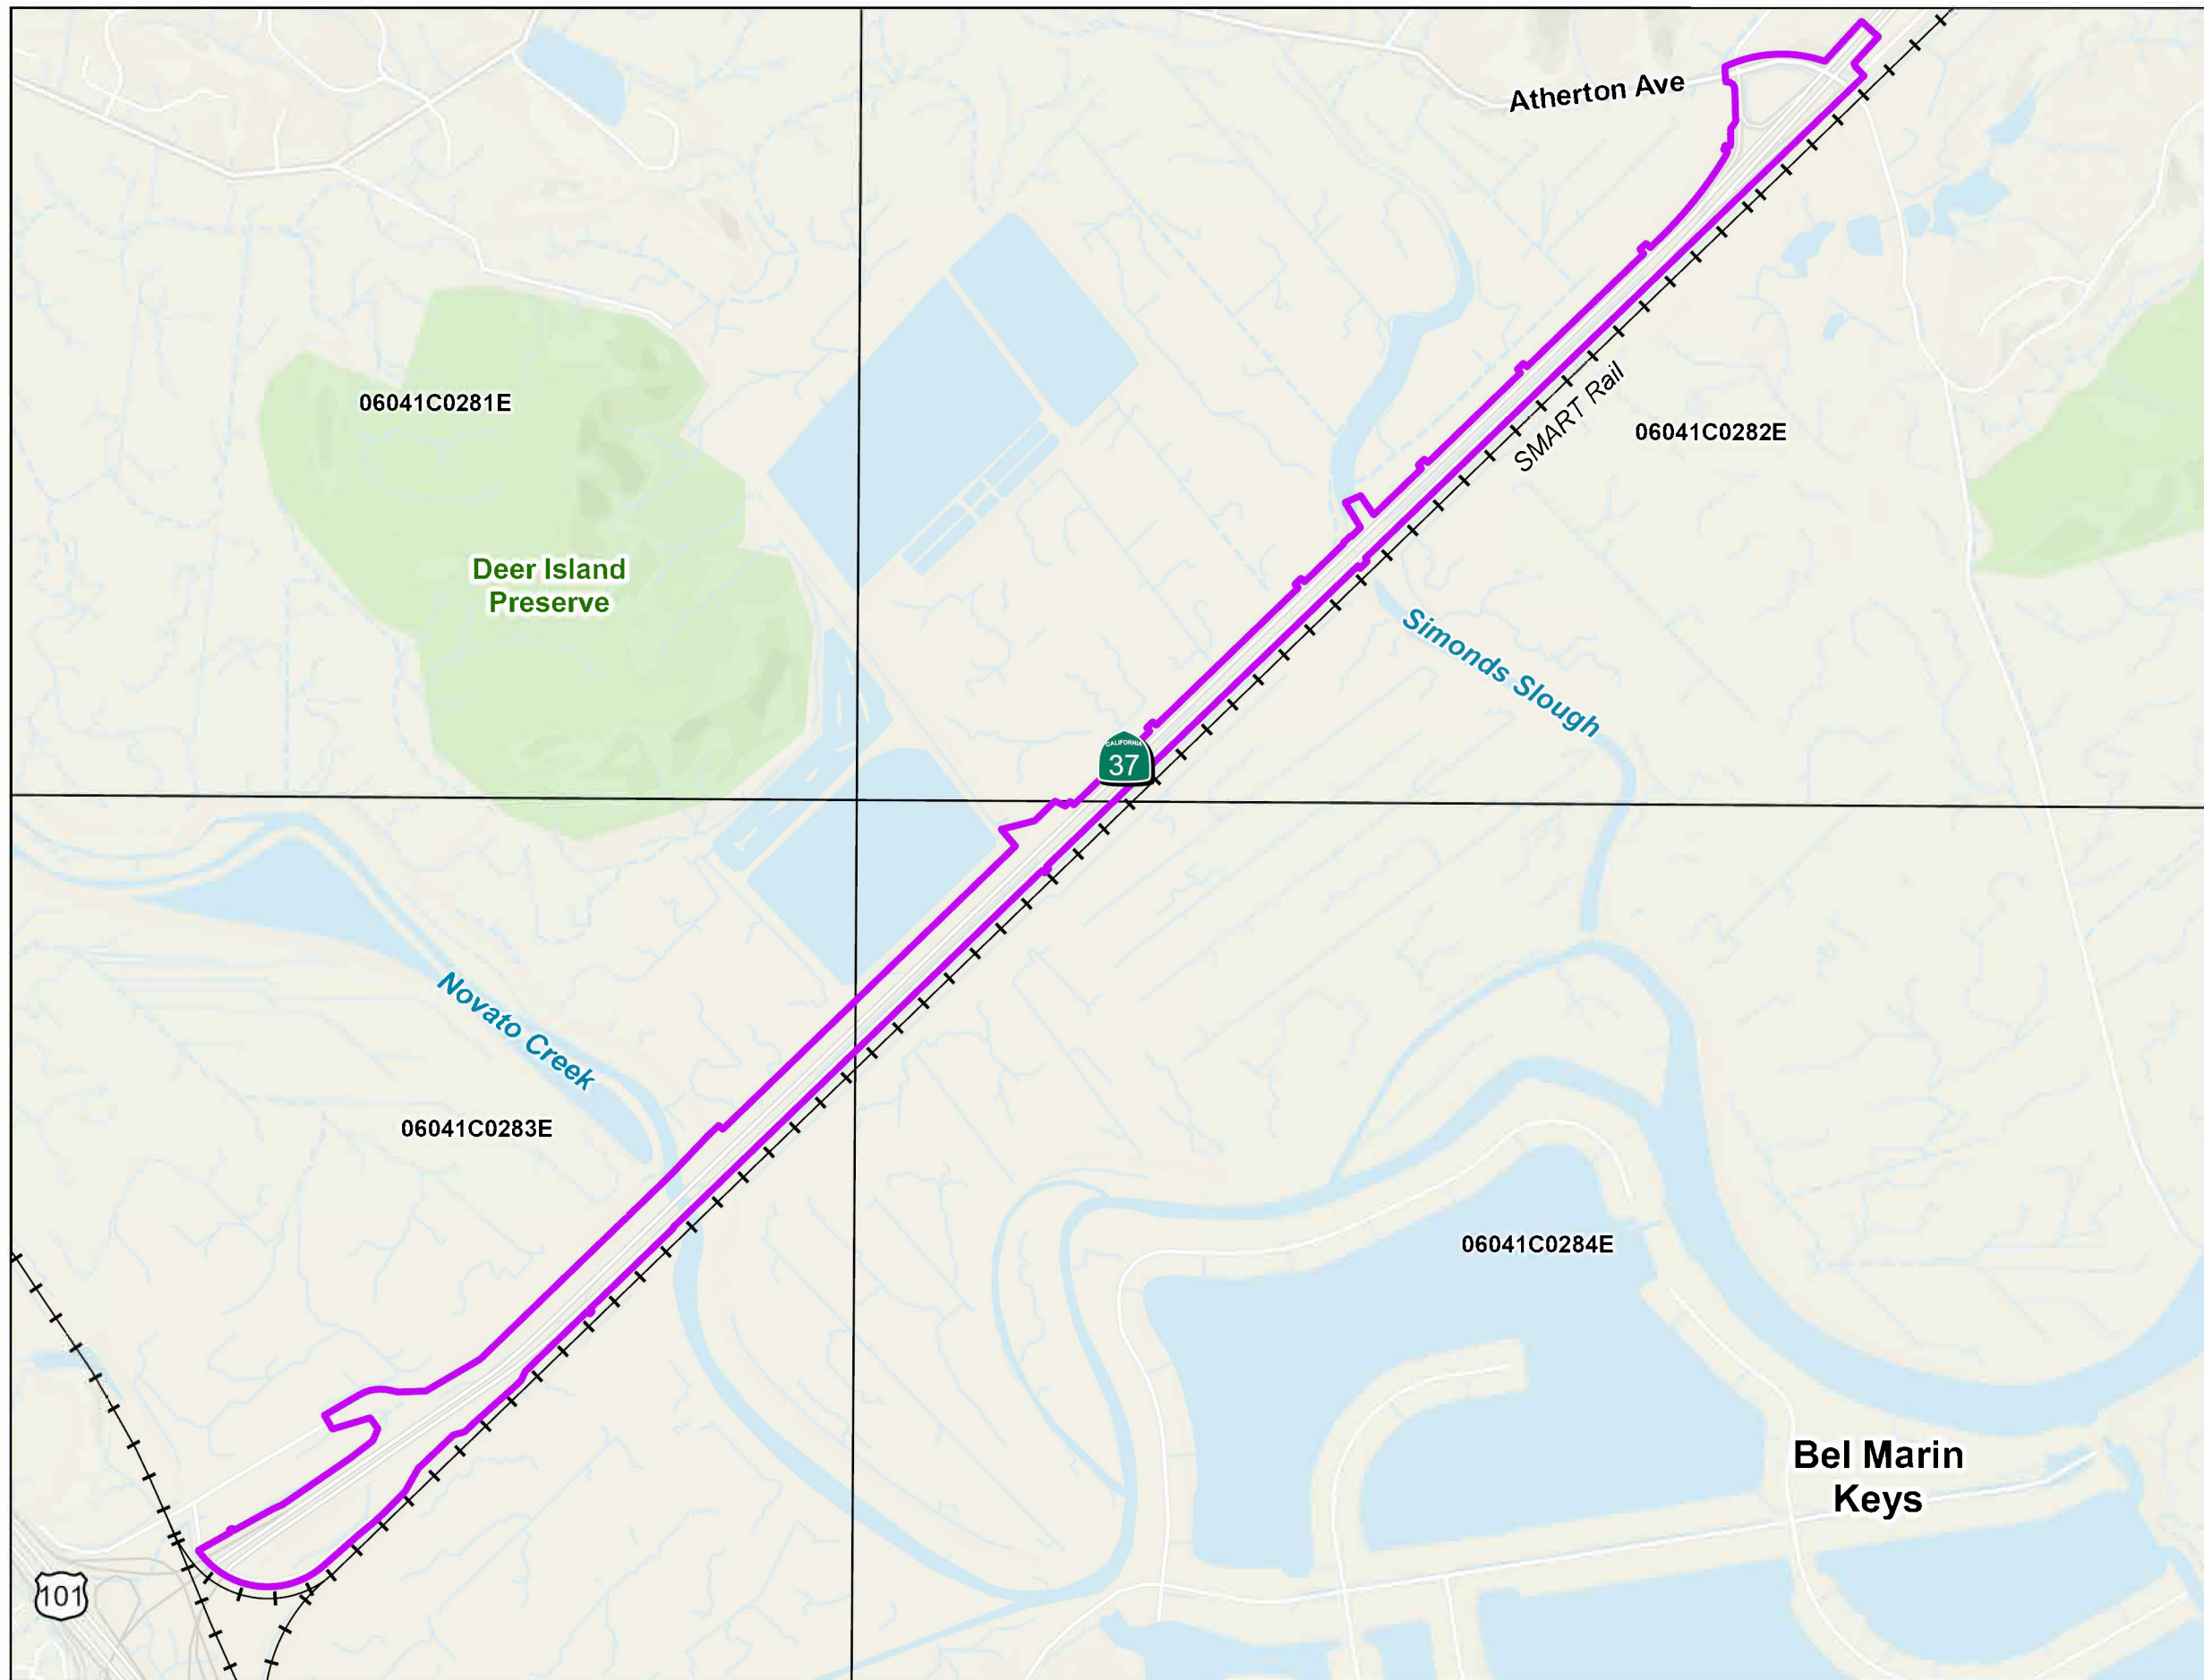 Atherton Ave
06041C0281E
SMART Rail
06041C0282E
Deer Island
Preserve
Simonds Slough
CALIFORNIA
37
Novato Creek
06041C0283E
06041C0284E
Bel Marin
Keys
101